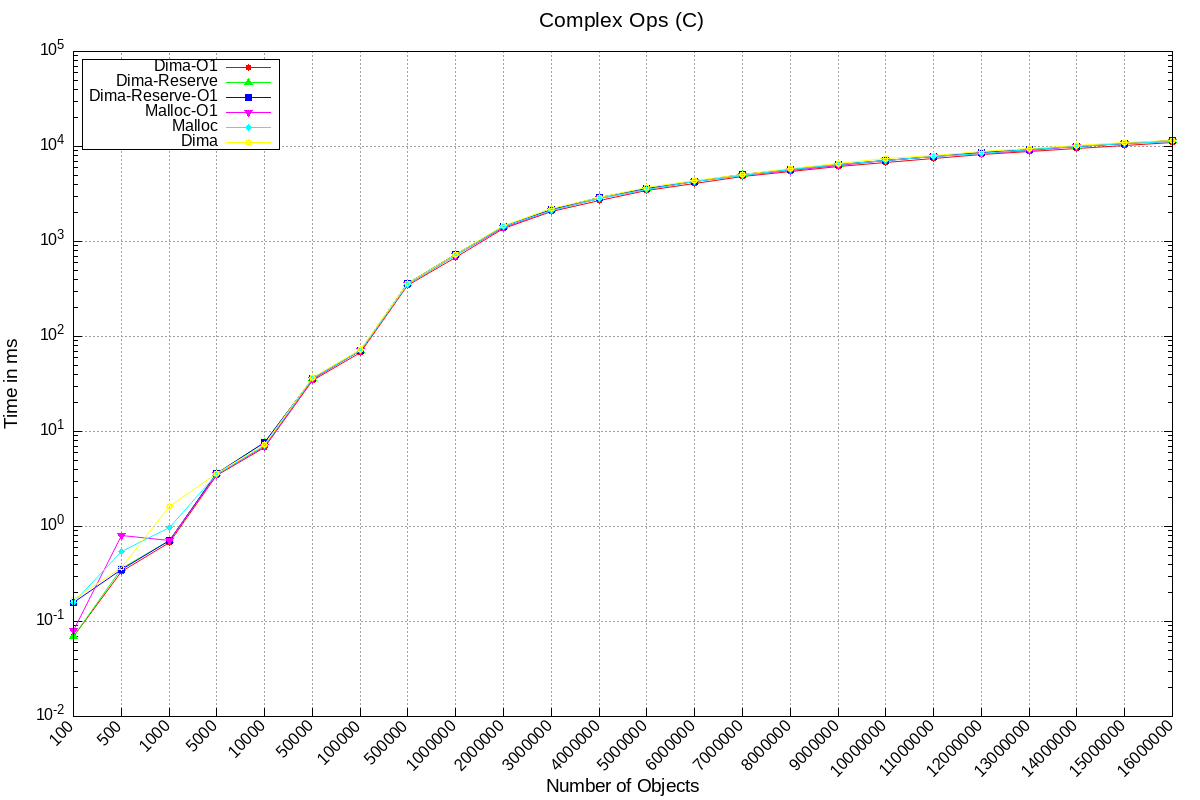 Complex Ops (C)
10^5
10^4
10^3
10^2
10^1
10^0
10^-1
10^-2
Time in ms
Dima-O1
Dima-Reserve
Dima-Reserve-O1
Malloc-O1
Malloc
Dima
100 500 1000 5000 10000 50000 100000 500000 1000000 2000000 3000000 4000000 5000000 6000000 7000000 8000000 9000000 10000000 11000000 12000000 13000000 14000000 15000000 16000000
Number of Objects